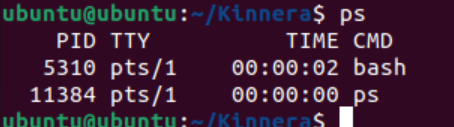 ubuntu@ubuntu:~/Kinnera$ ps
    PID TTY          TIME CMD
   5310 pts/1    00:00:02 bash
  11384 pts/1    00:00:00 ps
ubuntu@ubuntu:~/Kinnera$